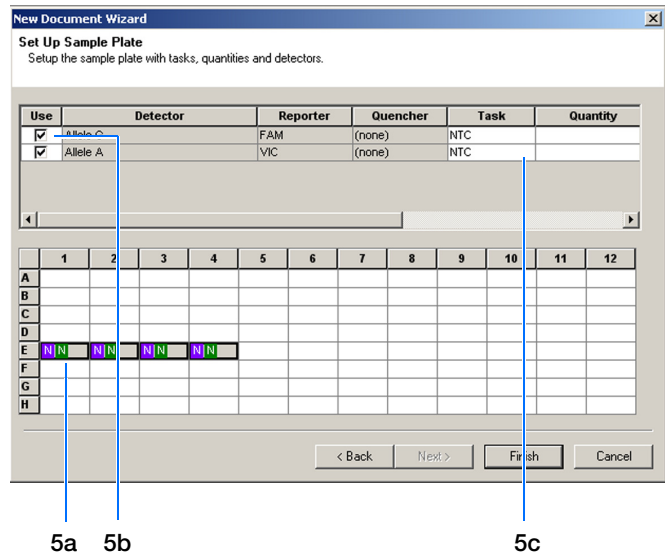 New Document Wizard
Set Up Sample Plate
Setup the sample plate with tasks, quantities and detectors.
Use Detector Reporter Quencher Task Quantity
Allele C FAM (none) NTC
Allele A VIC (none) NTC
1 2 3 4 5 6 7 8 9 10 11 12
A
B
C
D
E N N N N N N N N
F
G
H
< Back Next > Finish Cancel
5a 5b 5c